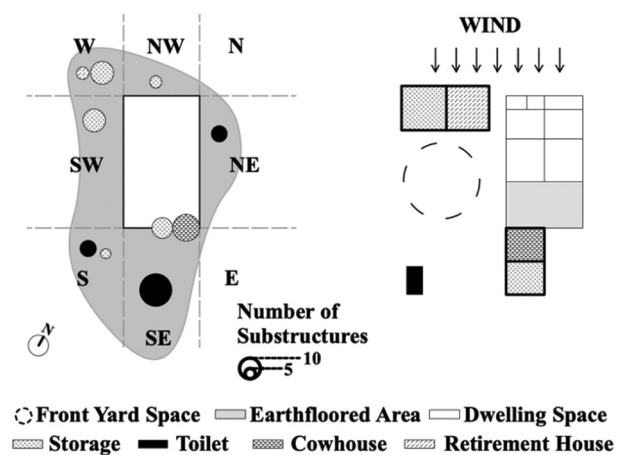 W NW N
WIND
SW NE
S E
SE
N
Number of
Substructures
10
5
Front Yard Space Earthfloored Area Dwelling Space
Storage Toilet Cowhouse Retirement House